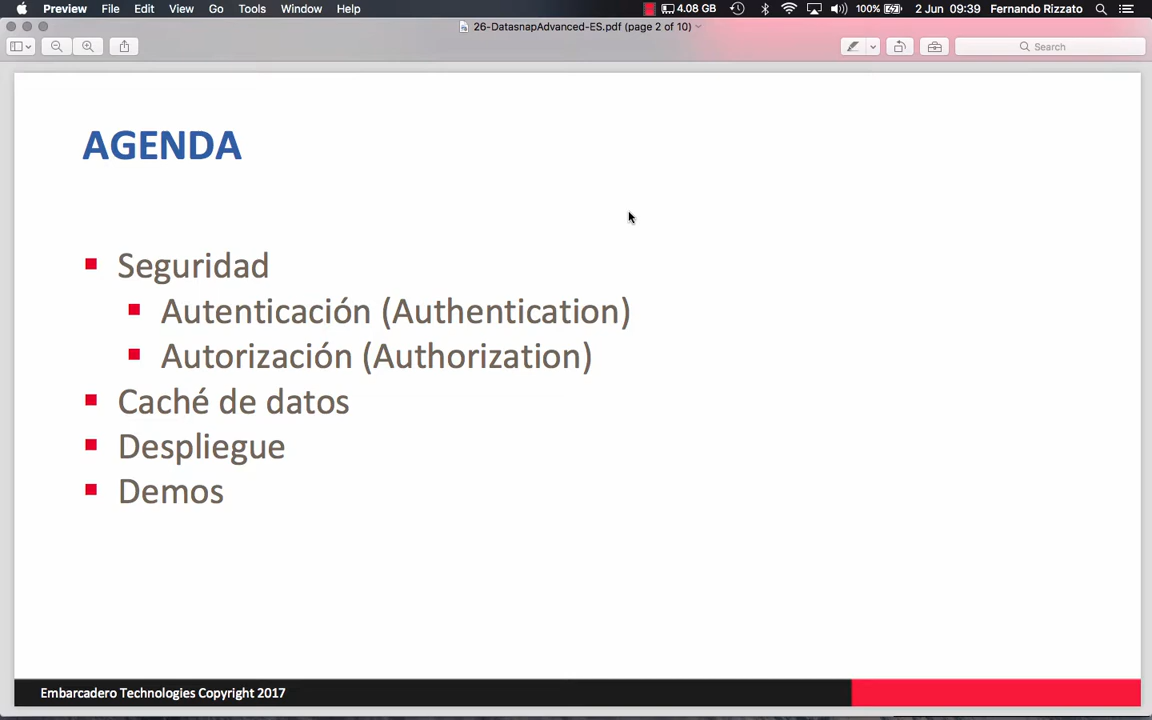 Preview File Edit View Go Tools Window Help 4.08 GB 100% 2 Jun 09:39 Fernando Rizzato
26-DatasnapAdvanced-ES.pdf (page 2 of 10)
Search
AGENDA
Seguridad
Autenticación (Authentication)
Autorización (Authorization)
Caché de datos
Despliegue
Demos
Embarcadero Technologies Copyright 2017